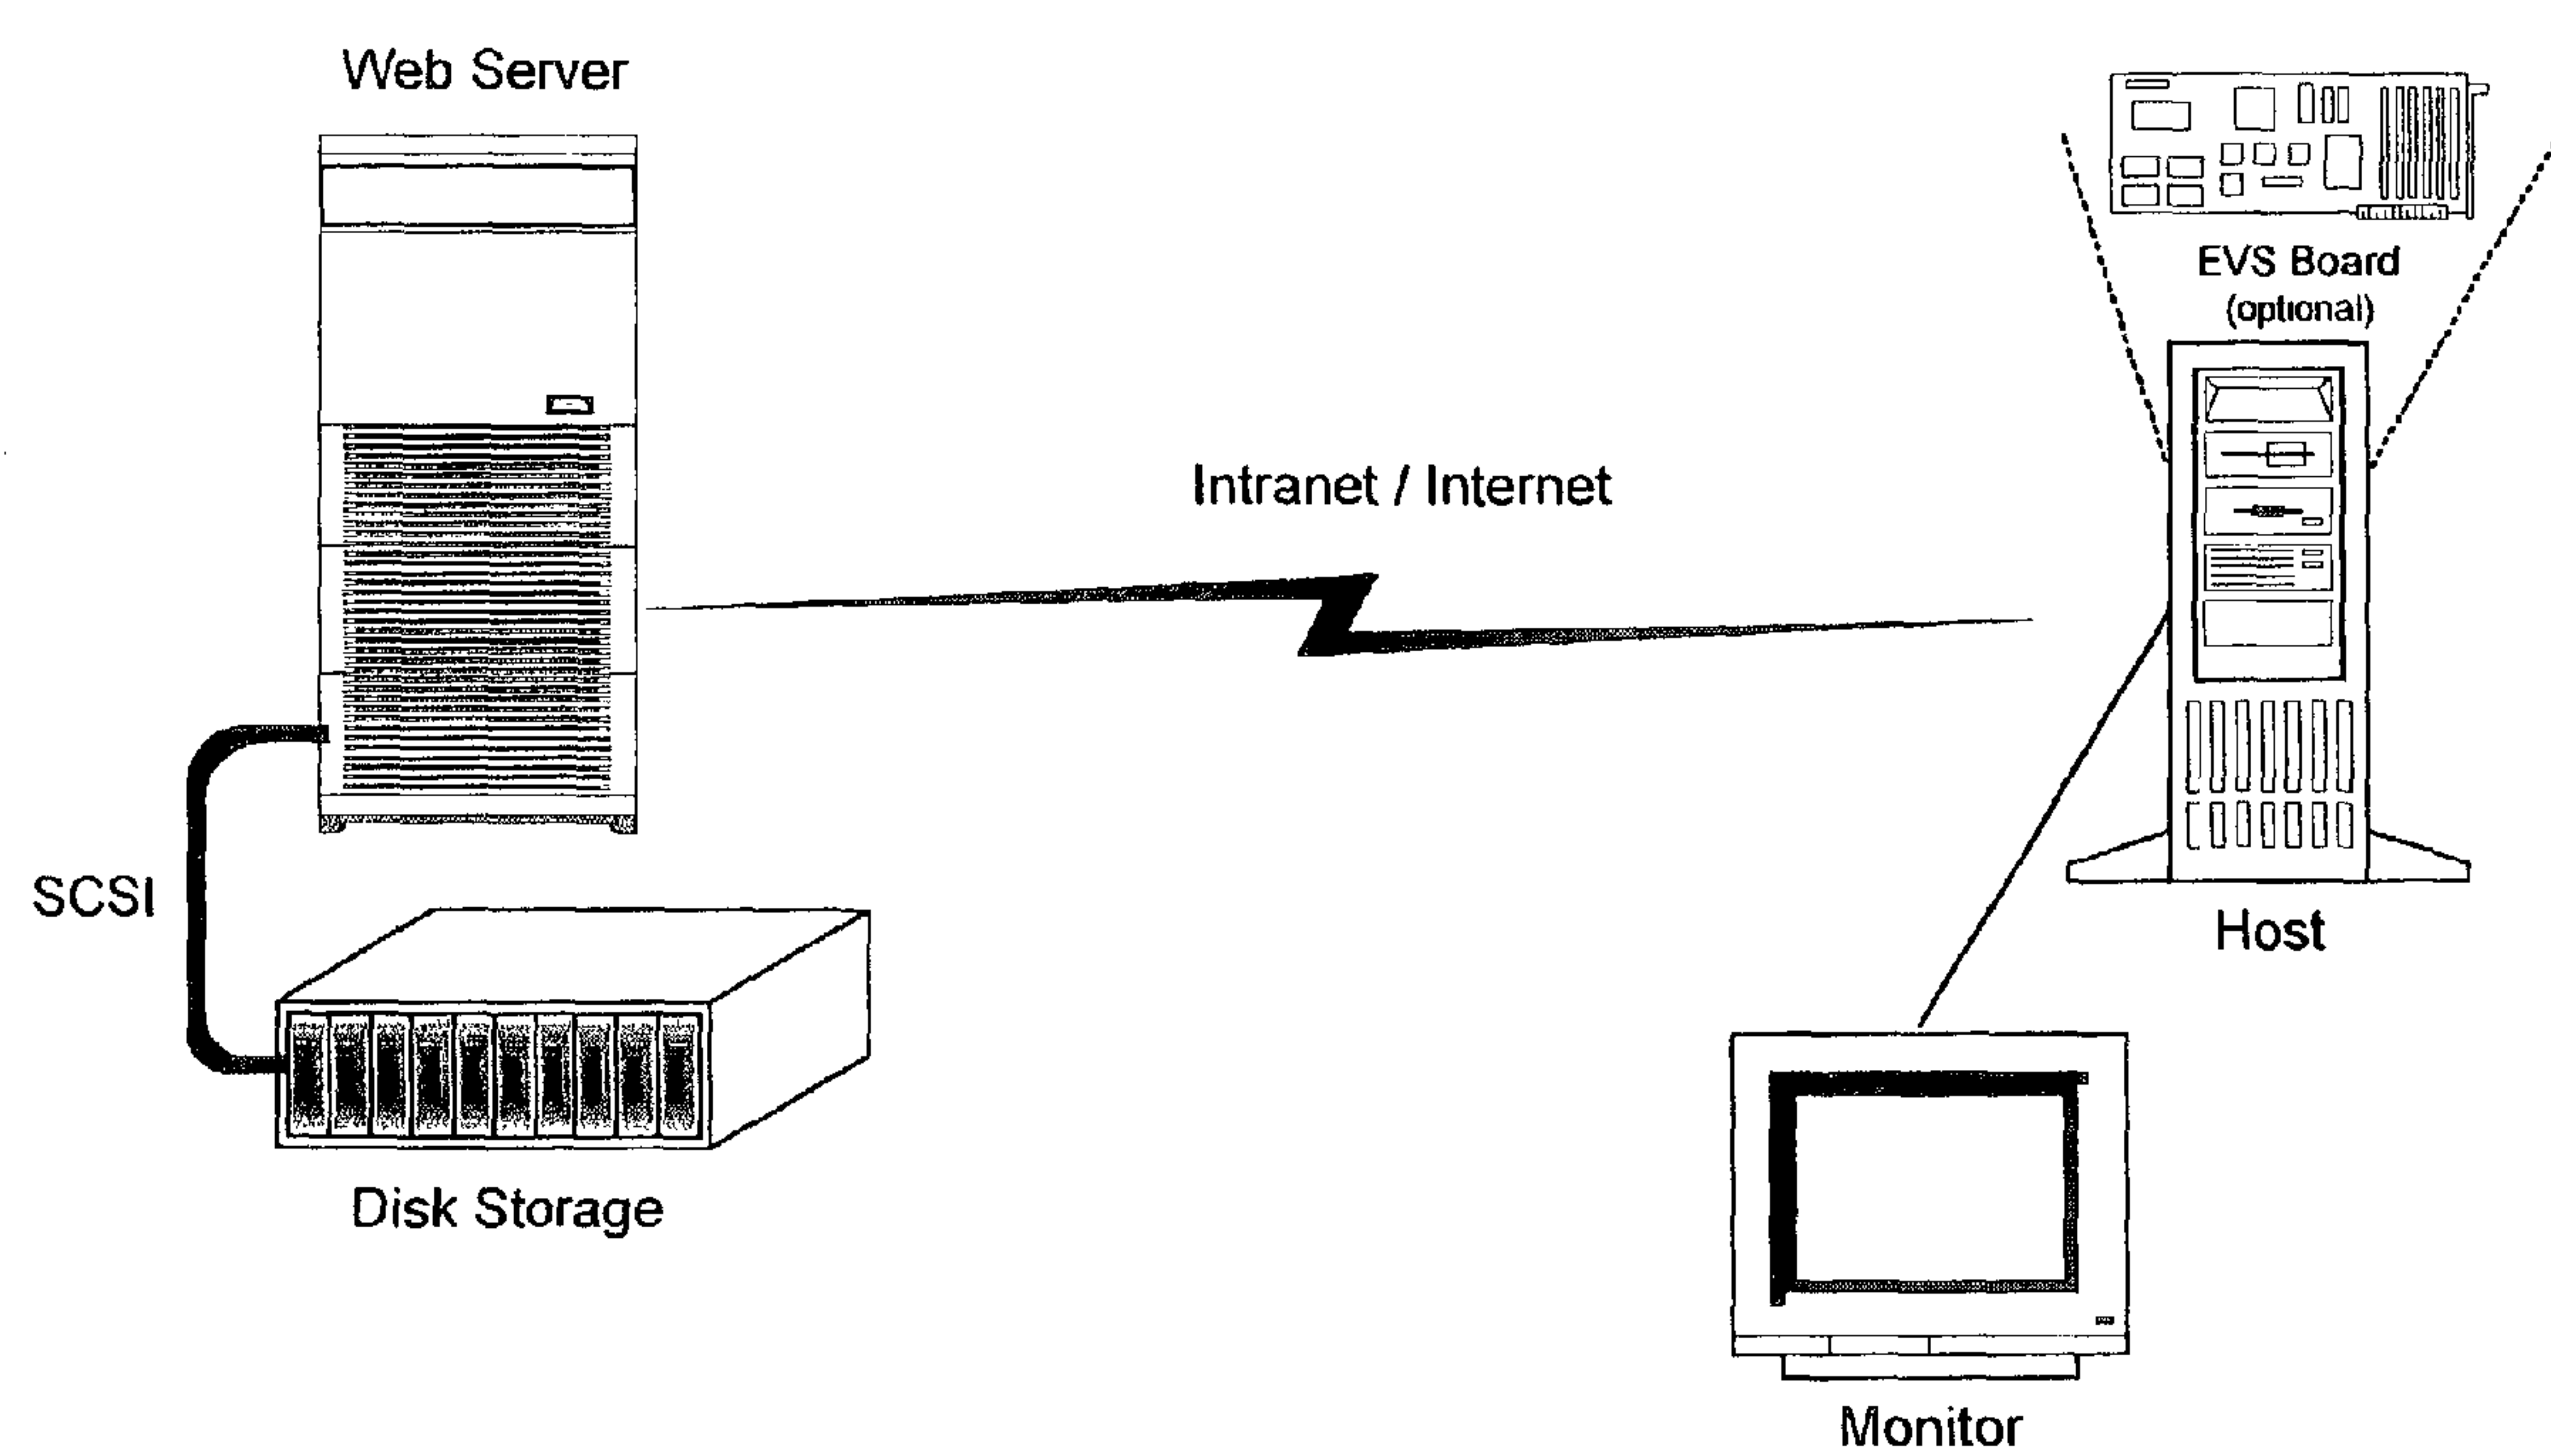 Web Server
EVS Board
(optional)
Intranet / Internet
SCSI
Host
Disk Storage
Monitor